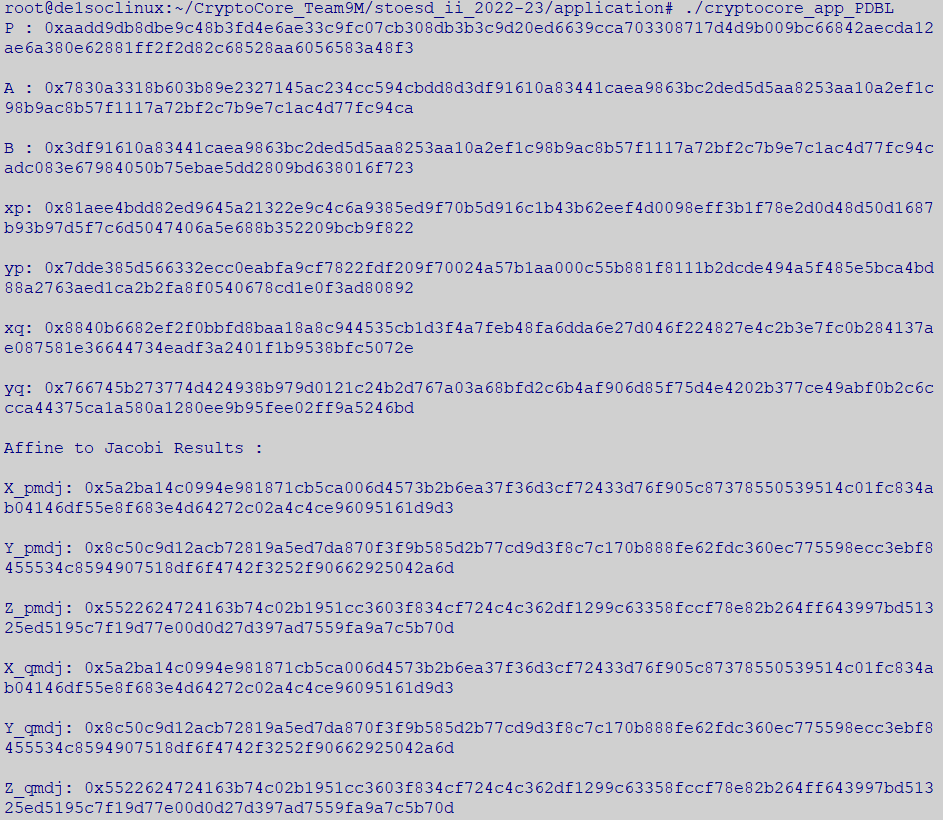 root@de1soclinux:~/CryptoCore_Team9M/stoesd_ii_2022-23/application# ./cryptocore_app_PDBL
P : 0xaadd9db8dbe9c48b3fd4e6ae33c9fc07cb308db3b3c9d20ed6639cca703308717d4d9b009bc66842aecda12
ae6a380e62881ff2f2d82c68528aa6056583a48f3
A : 0x7830a3318b603b89e2327145ac234cc594cbdd8d3df91610a83441caea9863bc2ded5d5aa8253aa10a2ef1c
98b9ac8b57f1117a72bf2c7b9e7c1ac4d77fc94ca
B : 0x3df91610a83441caea9863bc2ded5d5aa8253aa10a2ef1c98b9ac8b57f1117a72bf2c7b9e7c1ac4d77fc94c
adc083e67984050b75ebae5dd2809bd638016f723
xp: 0x81aee4bdd82ed9645a21322e9c4c6a9385ed9f70b5d916c1b43b62eef4d0098eff3b1f78e2d0d48d50d1687
b93b97d5f7c6d5047406a5e688b352209bcb9f822
yp: 0x7dde385d566332ecc0eabfa9cf7822fdf209f70024a57b1aa000c55b881f8111b2dcde494a5f485e5bca4bd
88a2763aed1ca2b2fa8f0540678cd1e0f3ad80892
xq: 0x8840b6682ef2f0bbfd8baa18a8c944535cb1d3f4a7feb48fa6dda6e27d046f224827e4c2b3e7fc0b284137a
e087581e36644734eadf3a2401f1b9538bfc5072e
yq: 0x766745b273774d424938b979d0121c24b2d767a03a68bfd2c6b4af906d85f75d4e4202b377ce49abf0b2c6c
cca44375ca1a580a1280ee9b95fee02ff9a5246bd
Affine to Jacobi Results :
X_pmdj: 0x5a2ba14c0994e981871cb5ca006d4573b2b6ea37f36d3cf72433d76f905c87378550539514c01fc834a
b04146df55e8f683e4d64272c02a4c4ce96095161d9d3
Y_pmdj: 0x8c50c9d12acb72819a5ed7da870f3f9b585d2b77cd9d3f8c7c170b888fe62fdc360ec775598ecc3ebf8
455534c8594907518df6f4742f3252f90662925042a6d
Z_pmdj: 0x5522624724163b74c02b1951cc3603f834cf724c4c362df1299c63358fccf78e82b264ff643997bd513
25ed5195c7f19d77e00d0d27d397ad7559fa9a7c5b70d
X_qmdj: 0x5a2ba14c0994e981871cb5ca006d4573b2b6ea37f36d3cf72433d76f905c87378550539514c01fc834a
b04146df55e8f683e4d64272c02a4c4ce96095161d9d3
Y_qmdj: 0x8c50c9d12acb72819a5ed7da870f3f9b585d2b77cd9d3f8c7c170b888fe62fdc360ec775598ecc3ebf8
455534c8594907518df6f4742f3252f90662925042a6d
Z_qmdj: 0x5522624724163b74c02b1951cc3603f834cf724c4c362df1299c63358fccf78e82b264ff643997bd513
25ed5195c7f19d77e00d0d27d397ad7559fa9a7c5b70d